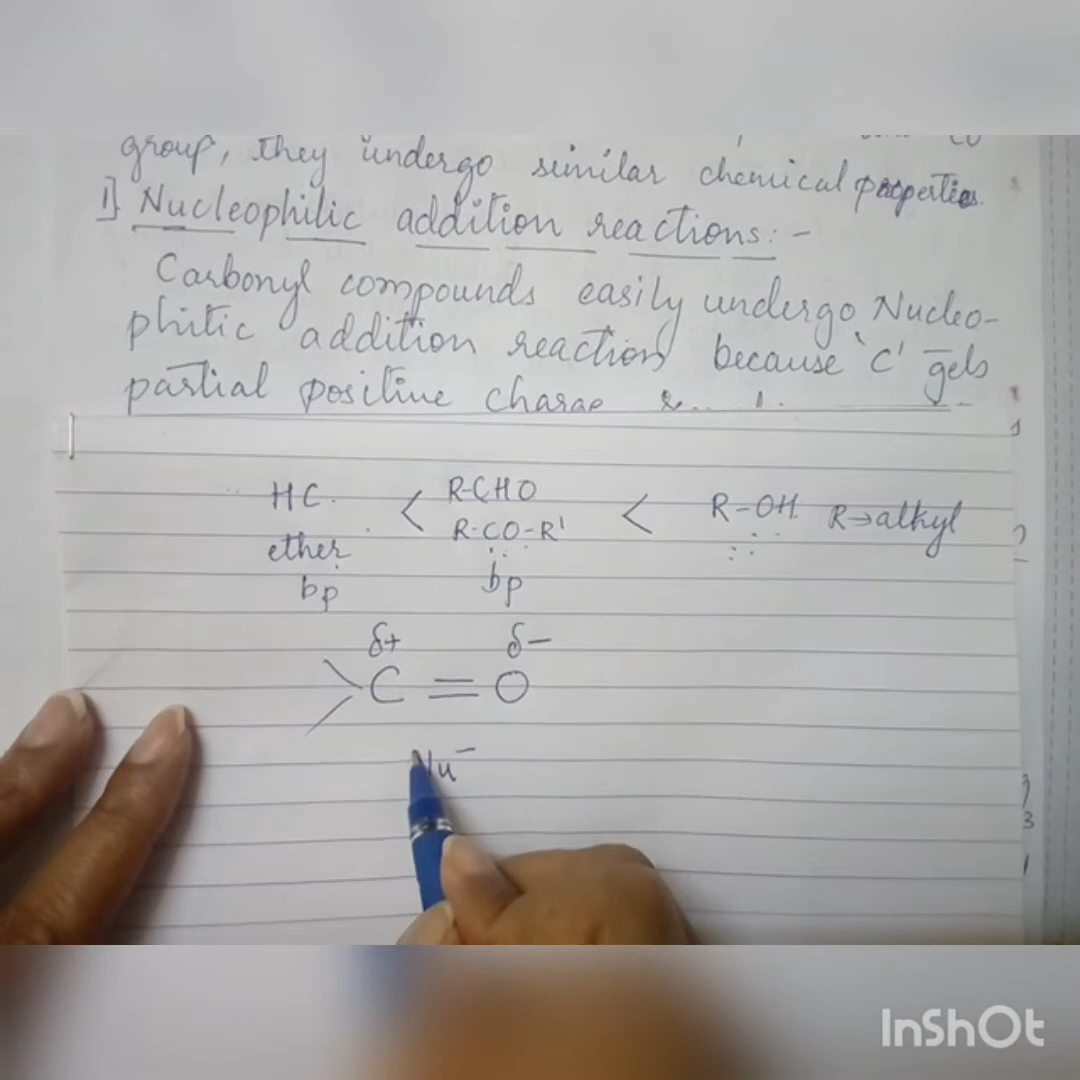 group, they undergo similar chemical properties.
1] Nucleophilic addition reactions:-
Carbonyl compounds easily undergo Nucleo-
philic addition reaction because 'C' gets
partial positive charge
HC. < R-CHO < R-OH. R→alkyl
ether R-CO-R'
bp bp
δ+ δ-
C = O
Nu⁻
InShOt